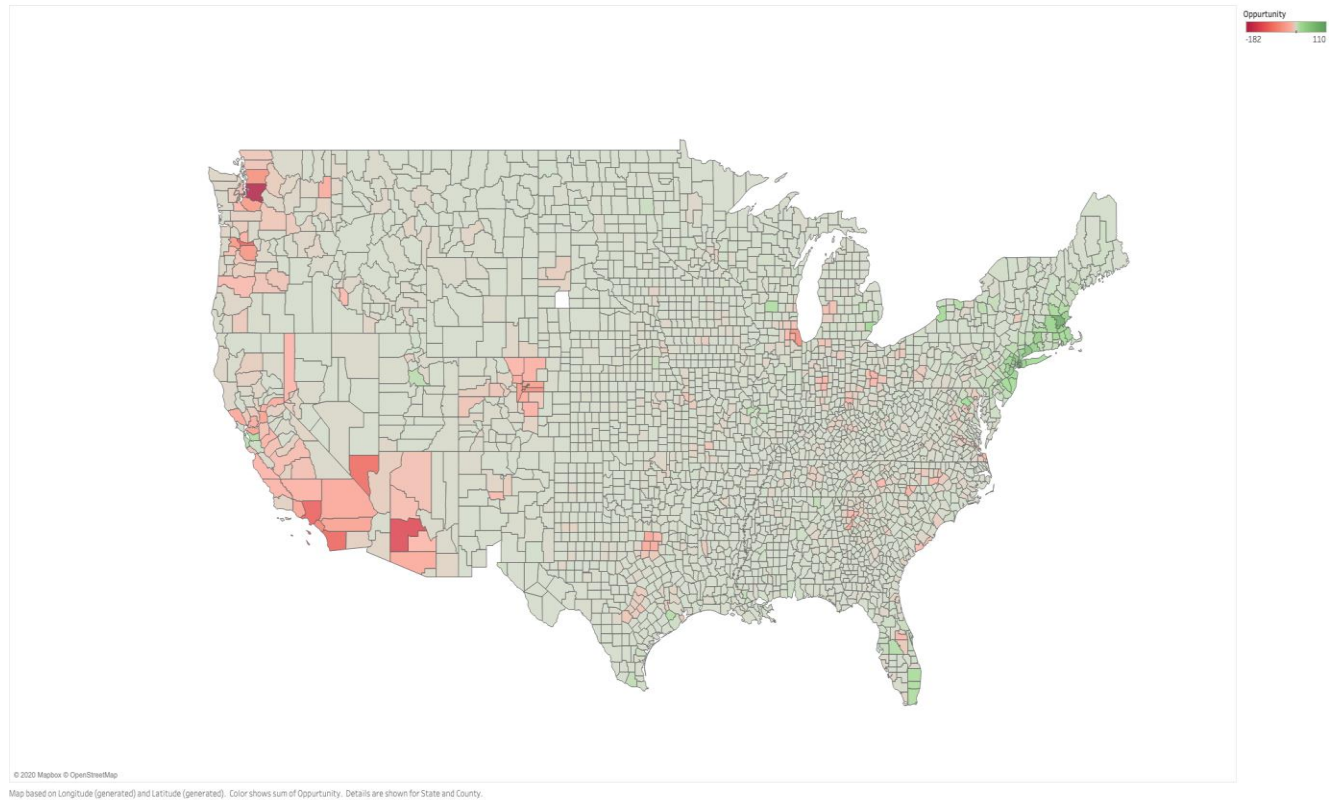 Oppurtunity
-182 110
© 2020 Mapbox © OpenStreetMap
Map based on Longitude (generated) and Latitude (generated). Color shows sum of Oppurtunity. Details are shown for State and County.